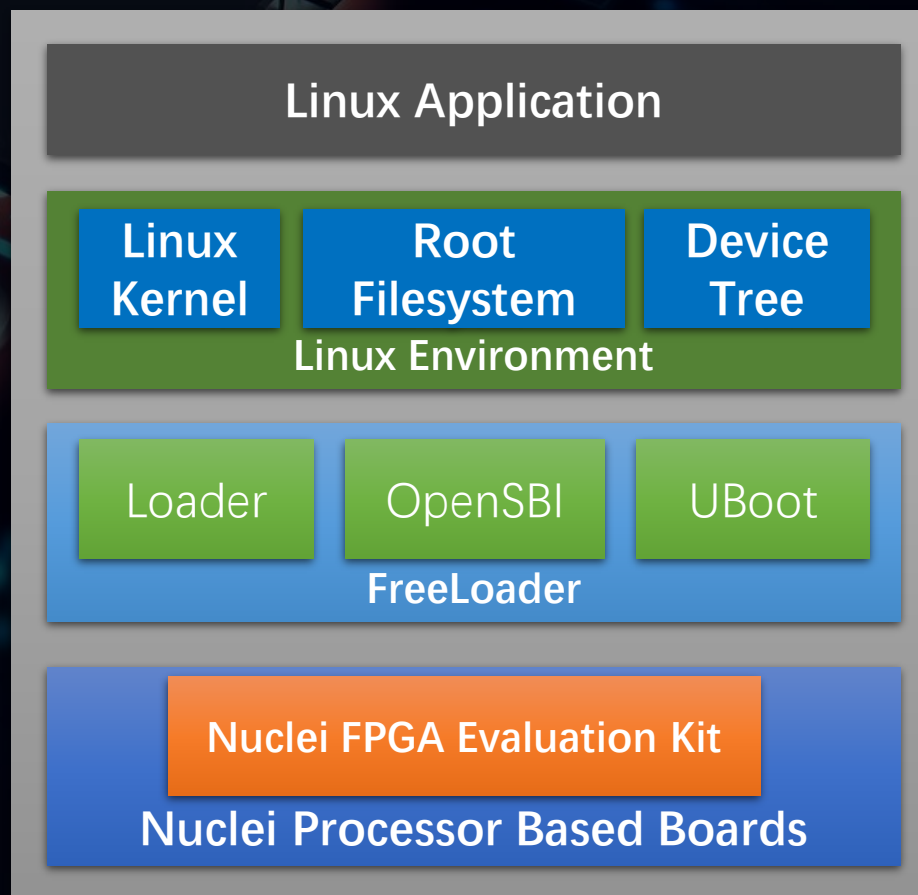 Linux Application
Linux Root Device
Kernel Filesystem Tree
Linux Environment
Loader OpenSBI UBoot
FreeLoader
Nuclei FPGA Evaluation Kit
Nuclei Processor Based Boards